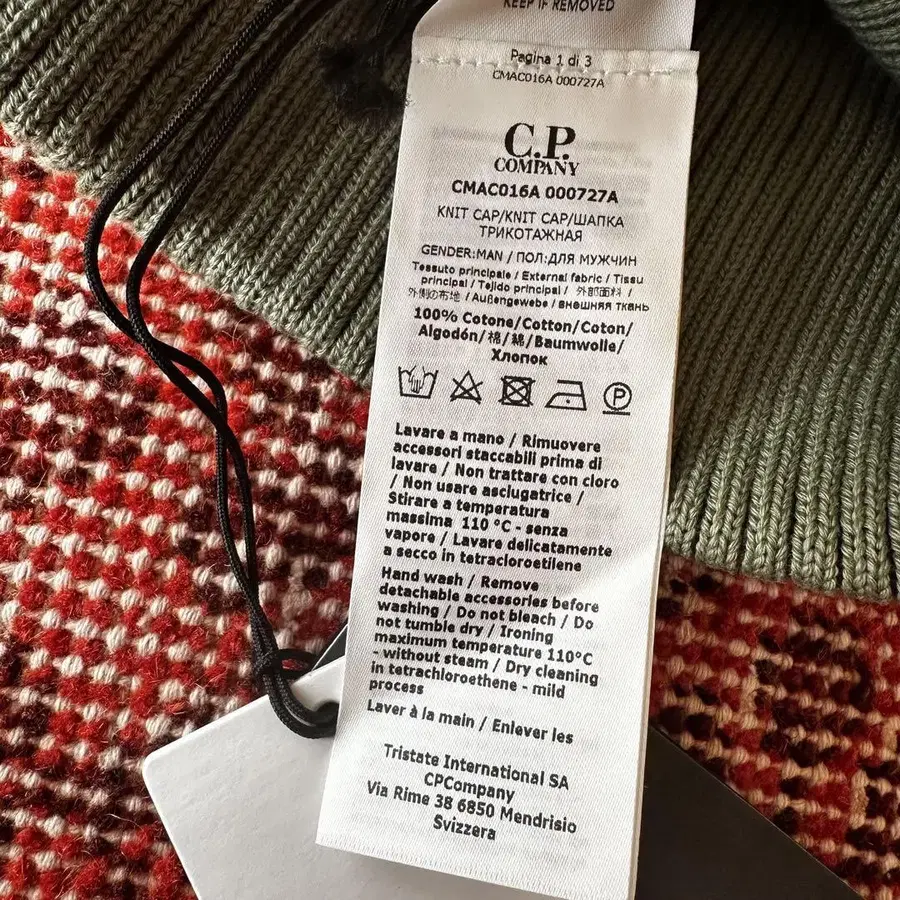 KEEP IF REMOVED
Pagina 1 di 3
CMAC016A 000727A
C.P.
COMPANY
CMAC016A 000727A
KNIT CAP/KNIT CAP/ШАПКА
ТРИКОТАЖНАЯ
GENDER:MAN / ПОЛ:ДЛЯ МУЖЧИН
Tessuto principale / External fabric / Tissu
principal / Tejido principal / 外部面料 /
外側の布地 / Außengewebe / внешняя ткань
100% Cotone/Cotton/Coton/
Algodón/棉/綿/Baumwolle/
Хлопок
P
Lavare a mano / Rimuovere
accessori staccabili prima di
lavare / Non trattare con cloro
/ Non usare asciugatrice /
Stirare a temperatura
massima 110 °C - senza
vapore / Lavare delicatamente
a secco in tetracloroetilene
Hand wash / Remove
detachable accessories before
washing / Do not bleach / Do
not tumble dry / Ironing
maximum temperature 110°C
- without steam / Dry cleaning
in tetrachloroethene - mild
process
Laver à la main / Enlever les
Tristate International SA
CPCompany
Via Rime 38 6850 Mendrisio
Svizzera